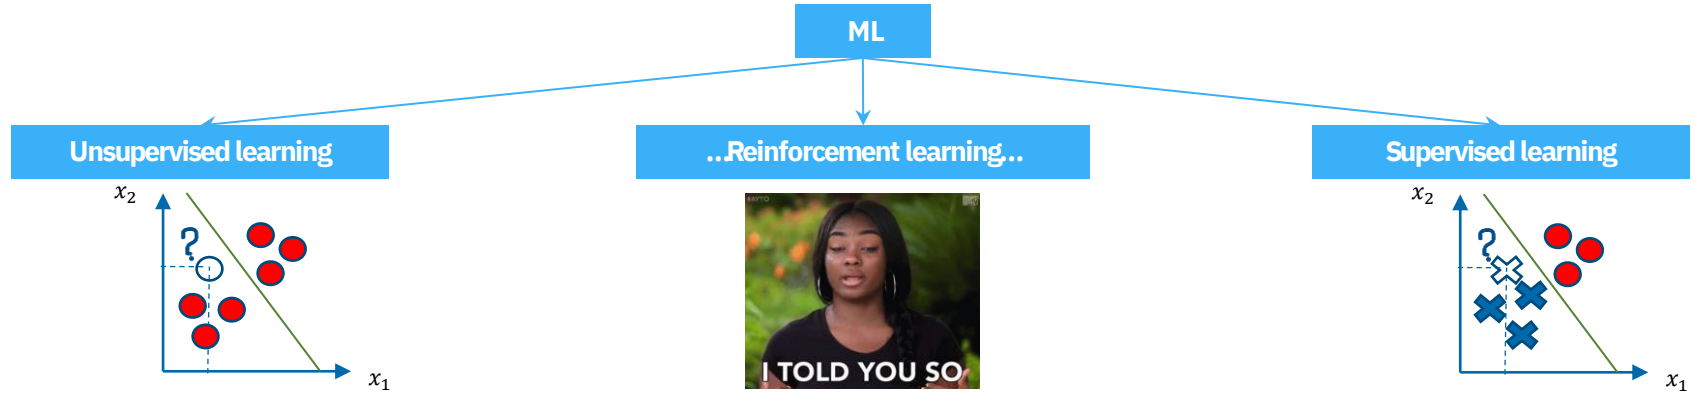 ML
Unsupervised learning
...Reinforcement learning...
Supervised learning
x₂
?
x₁
I TOLD YOU SO
x₂
?
x₁